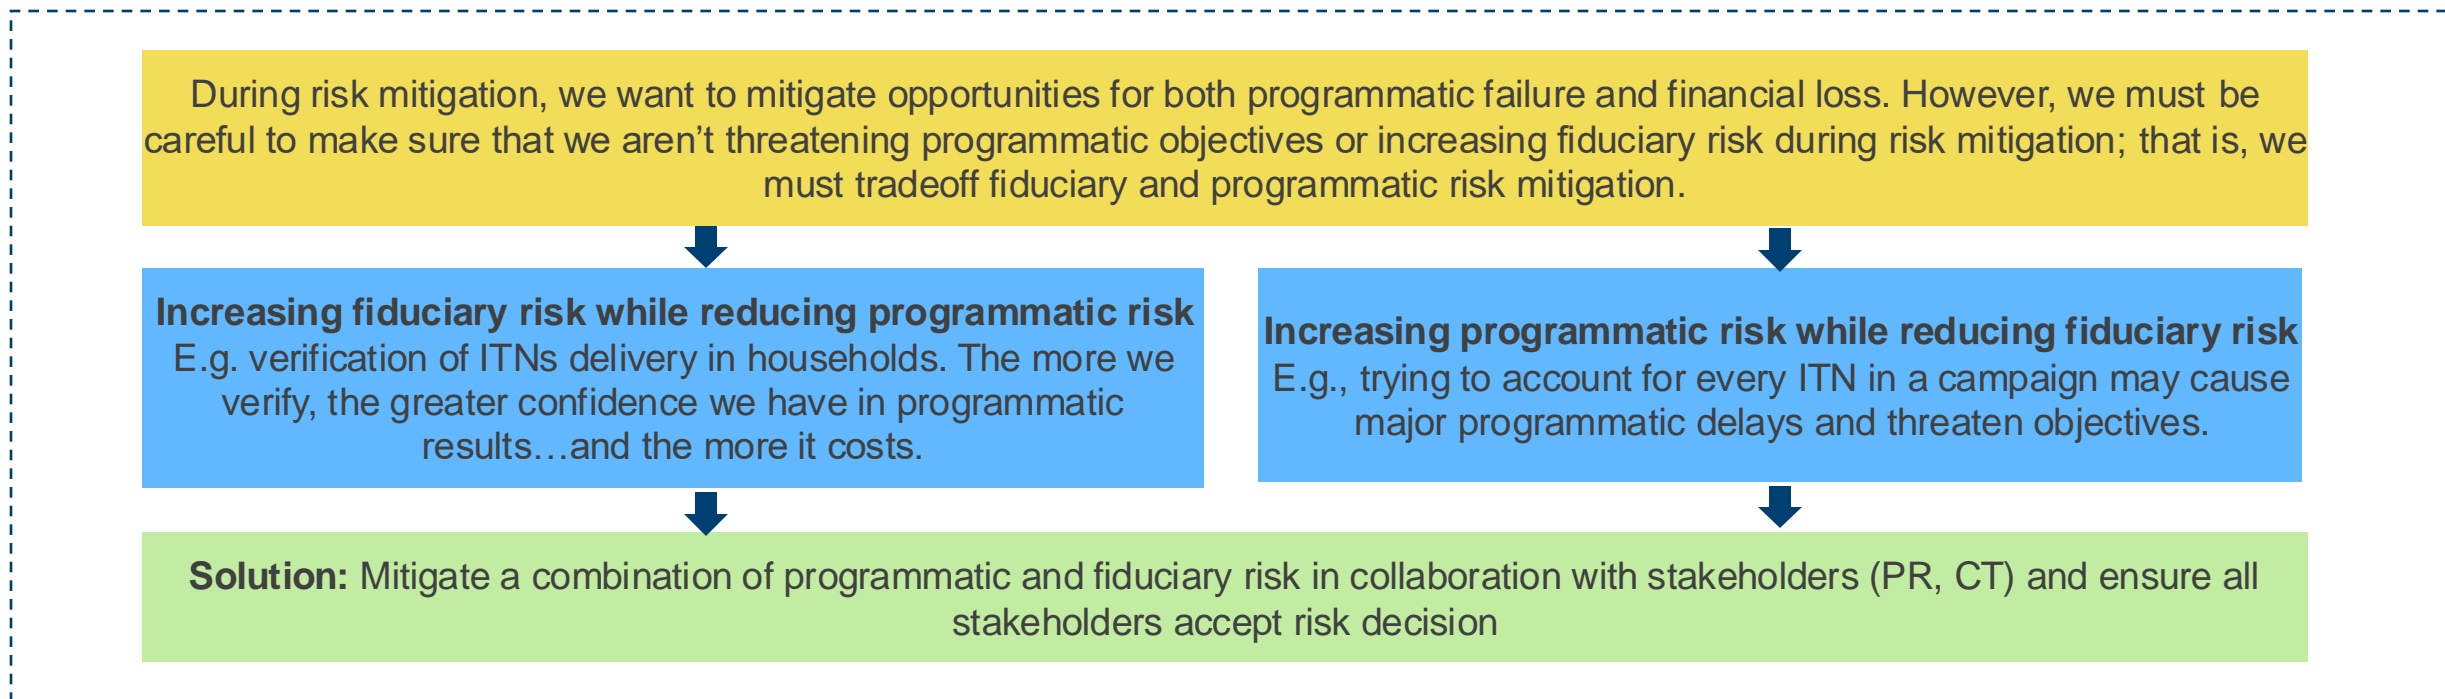 During risk mitigation, we want to mitigate opportunities for both programmatic failure and financial loss. However, we must be
careful to make sure that we aren’t threatening programmatic objectives or increasing fiduciary risk during risk mitigation; that is, we
must tradeoff fiduciary and programmatic risk mitigation.
Increasing fiduciary risk while reducing programmatic risk
E.g. verification of ITNs delivery in households. The more we
verify, the greater confidence we have in programmatic
results…and the more it costs.
Increasing programmatic risk while reducing fiduciary risk
E.g., trying to account for every ITN in a campaign may cause
major programmatic delays and threaten objectives.
Solution: Mitigate a combination of programmatic and fiduciary risk in collaboration with stakeholders (PR, CT) and ensure all
stakeholders accept risk decision